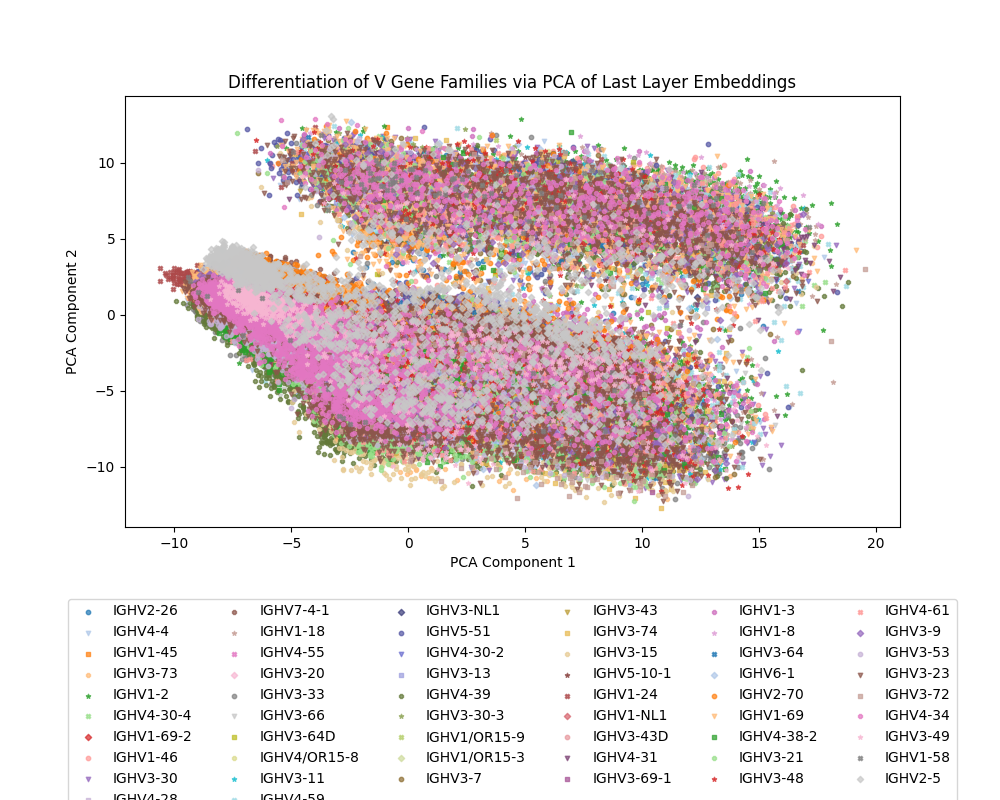 Differentiation of V Gene Families via PCA of Last Layer Embeddings
PCA Component 2
10
5
0
−5
−10
−10 −5 0 5 10 15 20
PCA Component 1
IGHV2-26 IGHV7-4-1 IGHV3-NL1 IGHV3-43 IGHV1-3 IGHV4-61
IGHV4-4 IGHV1-18 IGHV5-51 IGHV3-74 IGHV1-8 IGHV3-9
IGHV1-45 IGHV4-55 IGHV4-30-2 IGHV3-15 IGHV3-64 IGHV3-53
IGHV3-73 IGHV3-20 IGHV3-13 IGHV5-10-1 IGHV6-1 IGHV3-23
IGHV1-2 IGHV3-33 IGHV4-39 IGHV1-24 IGHV2-70 IGHV3-72
IGHV4-30-4 IGHV3-66 IGHV3-30-3 IGHV1-NL1 IGHV1-69 IGHV4-34
IGHV1-69-2 IGHV3-64D IGHV1/OR15-9 IGHV3-43D IGHV4-38-2 IGHV3-49
IGHV1-46 IGHV4/OR15-8 IGHV1/OR15-3 IGHV4-31 IGHV3-21 IGHV1-58
IGHV3-30 IGHV3-11 IGHV3-7 IGHV3-69-1 IGHV3-48 IGHV2-5
IGHV4-28 IGHV4-59